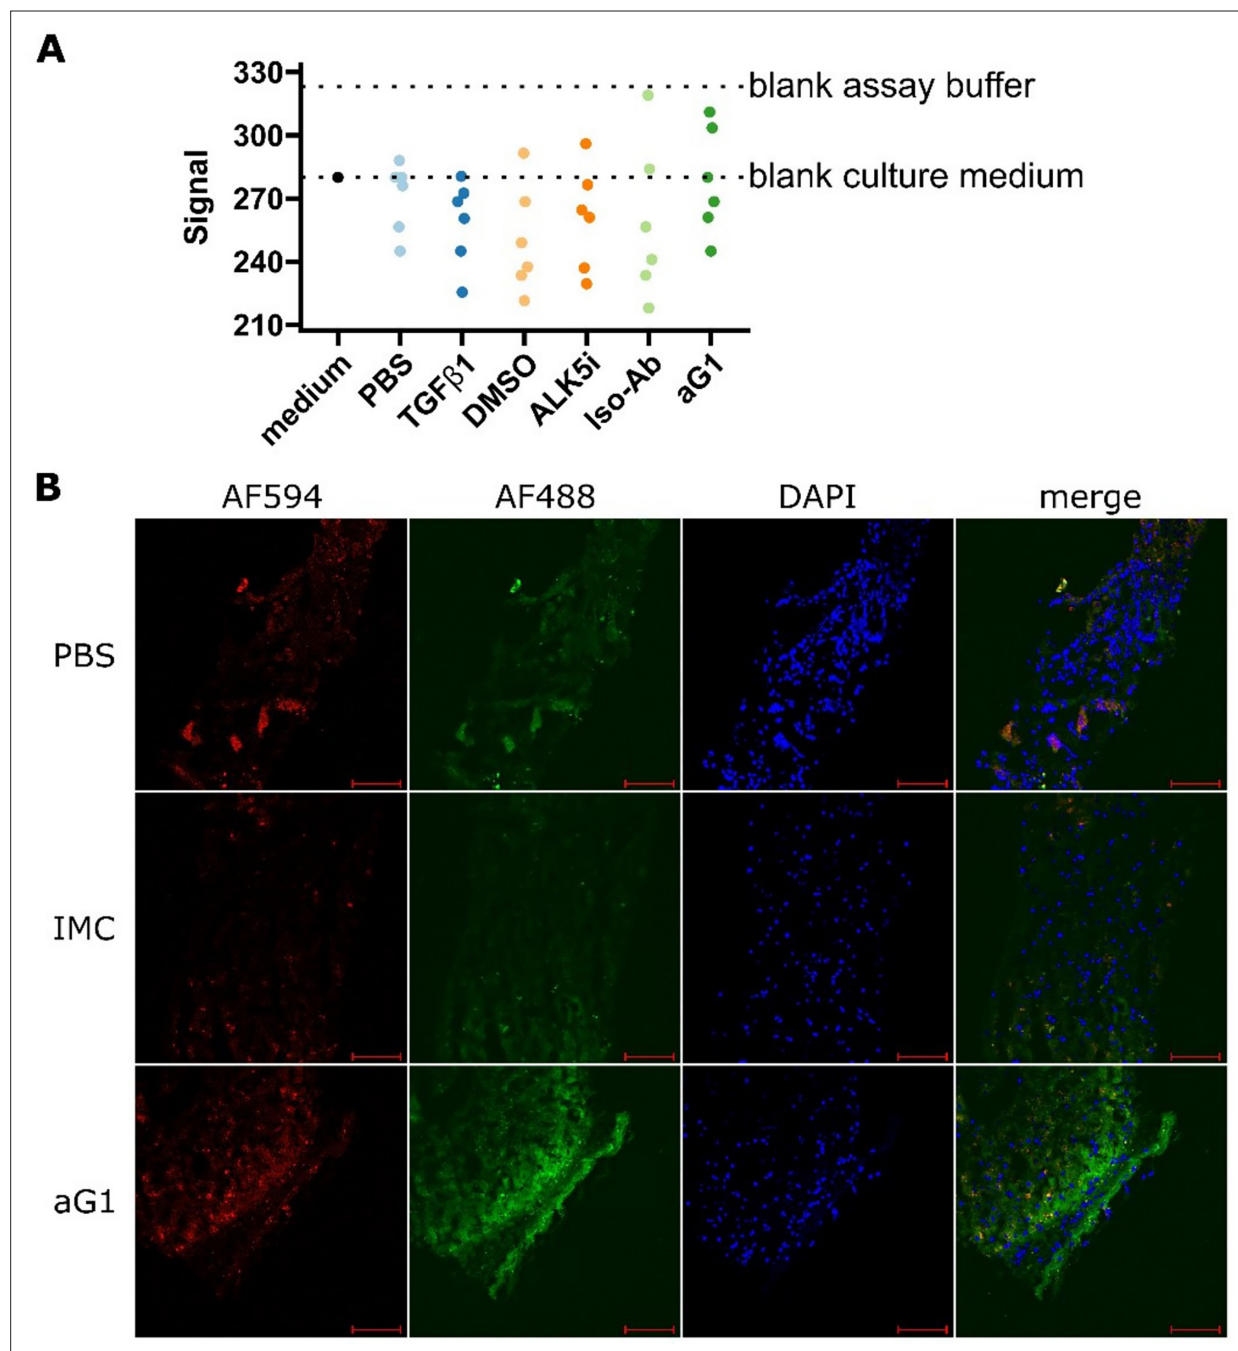 A
330
300
270
240
210
Signal
blank assay buffer
blank culture medium
medium
PBS
TGFβ1
DMSO
ALK5i
Iso-Ab
aG1
B
AF594 AF488 DAPI merge
PBS
IMC
aG1